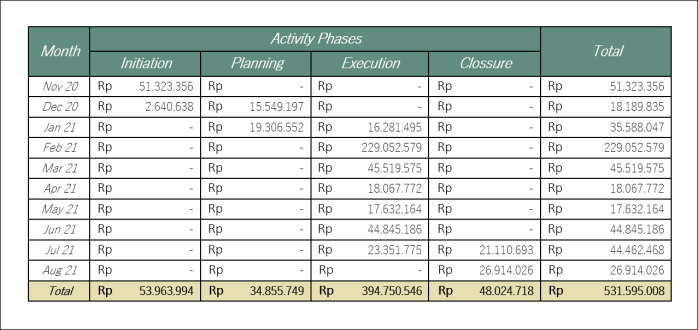 Month Activity Phases Total
Initiation Planning Execution Clossure
Nov 20 Rp 51.323.356 Rp - Rp - Rp - Rp 51.323.356
Dec 20 Rp 2.640.638 Rp 15.549.197 Rp - Rp - Rp 18.189.835
Jan 21 Rp - Rp 19.306.552 Rp 16.281.495 Rp - Rp 35.588.047
Feb 21 Rp - Rp - Rp 229.052.579 Rp - Rp 229.052.579
Mar 21 Rp - Rp - Rp 45.519.575 Rp - Rp 45.519.575
Apr 21 Rp - Rp - Rp 18.067.772 Rp - Rp 18.067.772
May 21 Rp - Rp - Rp 17.632.164 Rp - Rp 17.632.164
Jun 21 Rp - Rp - Rp 44.845.186 Rp - Rp 44.845.186
Jul 21 Rp - Rp - Rp 23.351.775 Rp 21.110.693 Rp 44.462.468
Aug 21 Rp - Rp - Rp - Rp 26.914.026 Rp 26.914.026
Total Rp 53.963.994 Rp 34.855.749 Rp 394.750.546 Rp 48.024.718 Rp 531.595.008